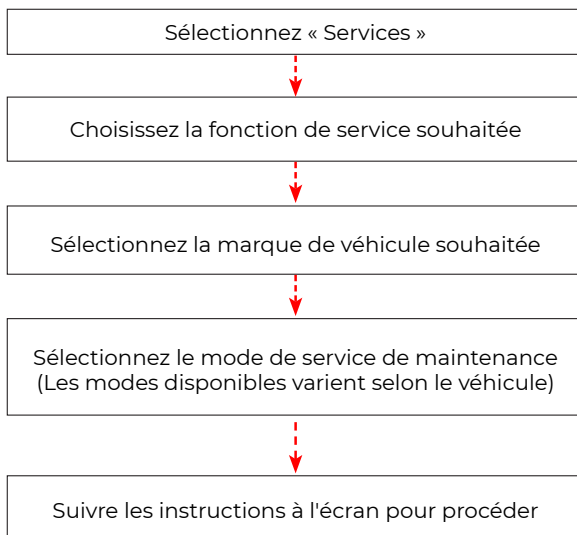 Sélectionnez « Services »
Choisissez la fonction de service souhaitée
Sélectionnez la marque de véhicule souhaitée
Sélectionnez le mode de service de maintenance
(Les modes disponibles varient selon le véhicule)
Suivre les instructions à l'écran pour procéder